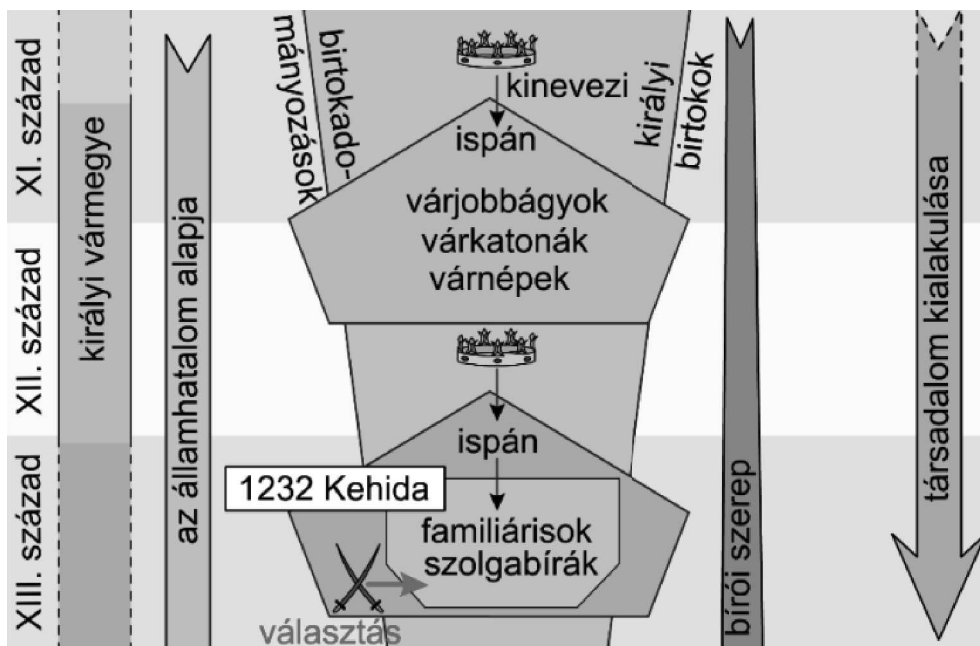 XI. század
XII. század
XIII. század
királyi vármegye
az államhatalom alapja
birtokado-
mányozások
kinevezi
ispán
királyi
birtokok
várjobbágyok
várkatonák
várnépek
ispán
1232 Kehida
familiárisok
szolgabírák
választás
bírói szerep
társadalom kialakulása